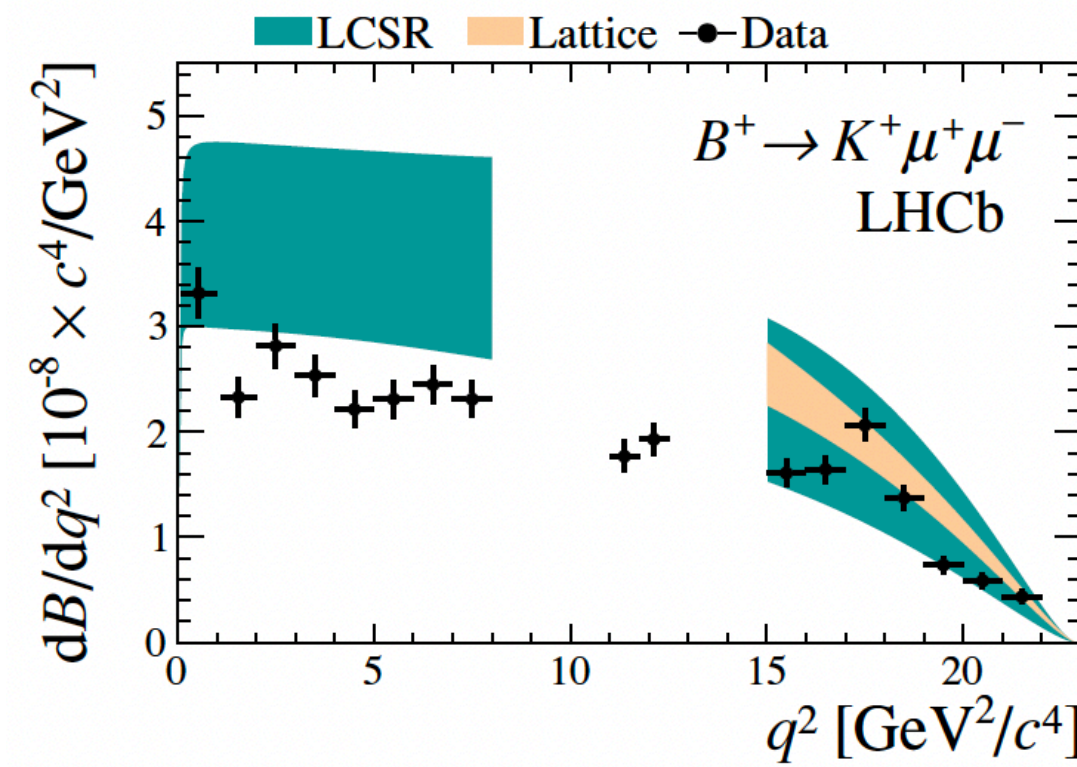 LCSR Lattice Data
B⁺ → K⁺μ⁺μ⁻
LHCb
dB/dq² [10⁻⁸ × c⁴/GeV²]
5
4
3
2
1
0
0 5 10 15 20
q² [GeV²/c⁴]